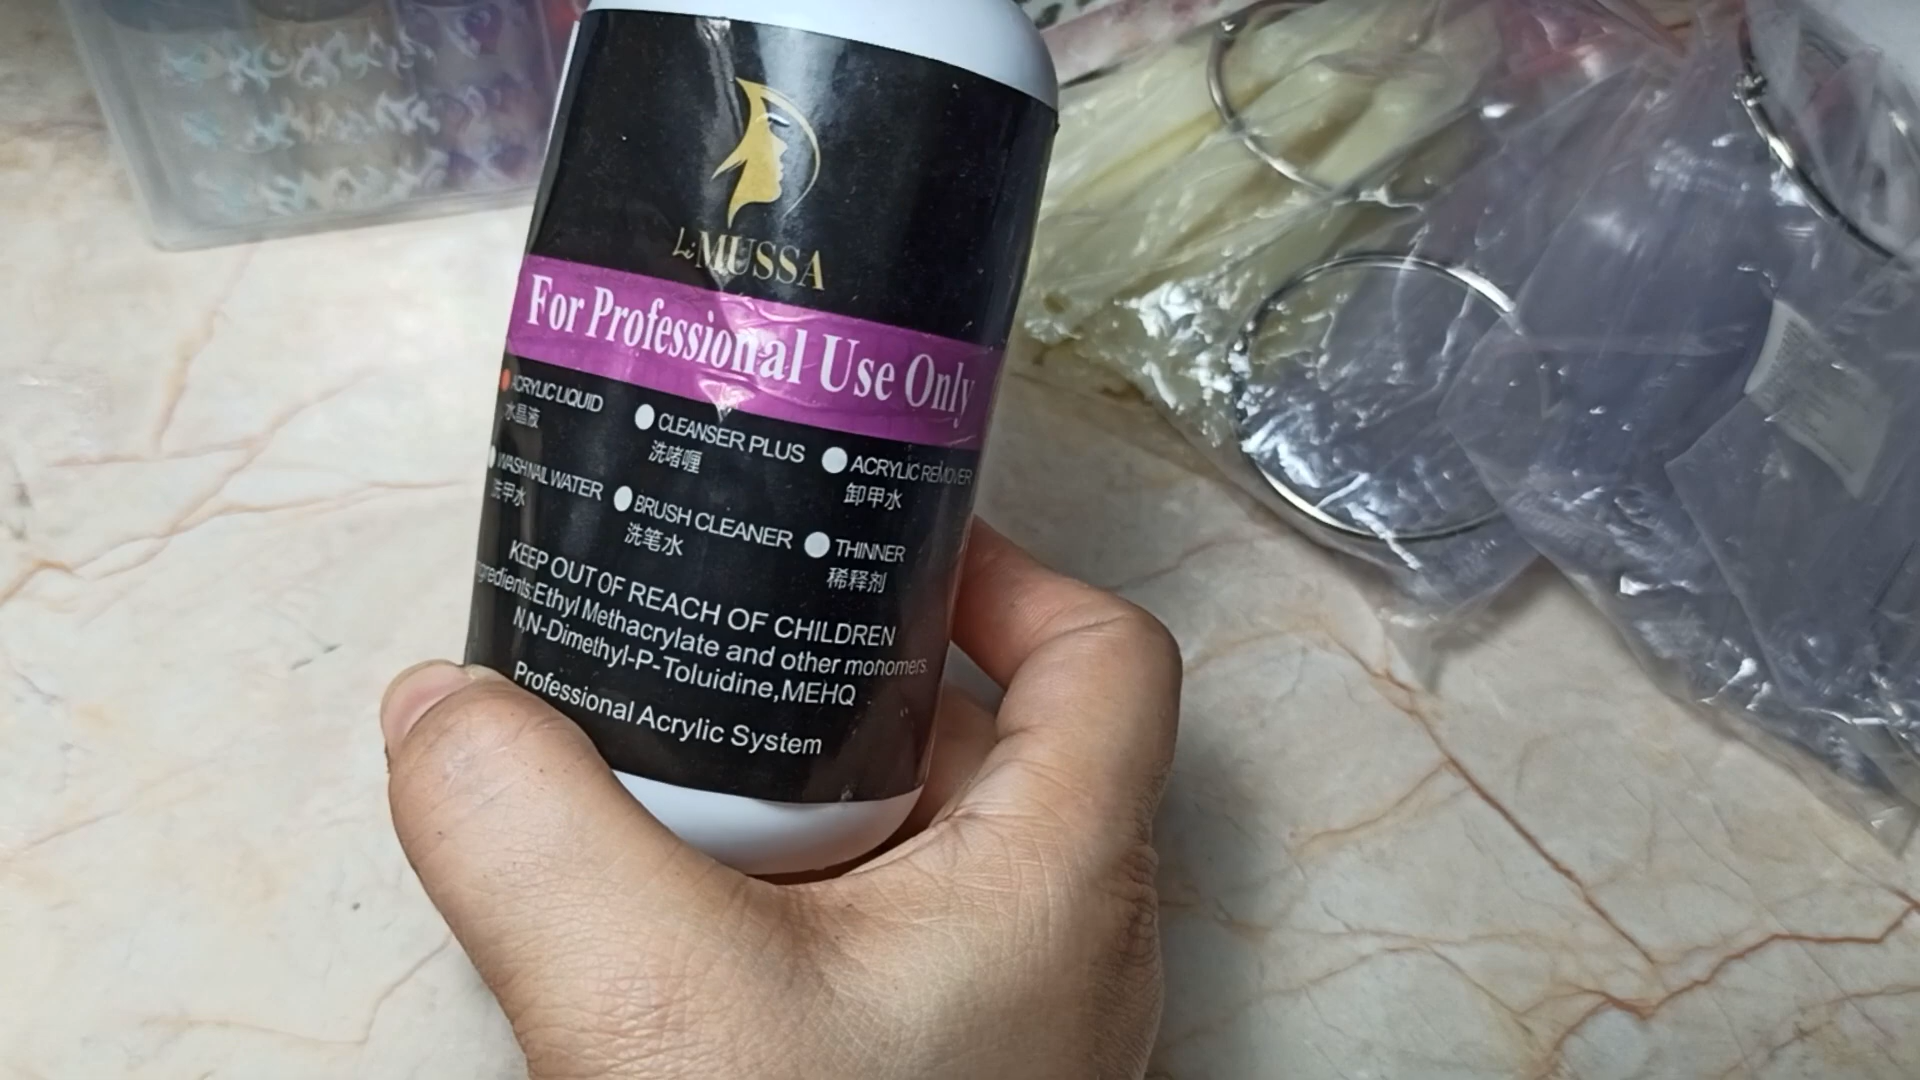 Li MUSSA
For Professional Use Only
ACRYLIC LIQUID
水晶液
CLEANSER PLUS
洗啫喱
ACRYLIC REMOVER
卸甲水
WASH NAIL WATER
洗甲水
BRUSH CLEANER
洗笔水
THINNER
稀释剂
KEEP OUT OF REACH OF CHILDREN
ngredients:Ethyl Methacrylate and other monomers.
N,N-Dimethyl-P-Toluidine,MEHQ
Professional Acrylic System